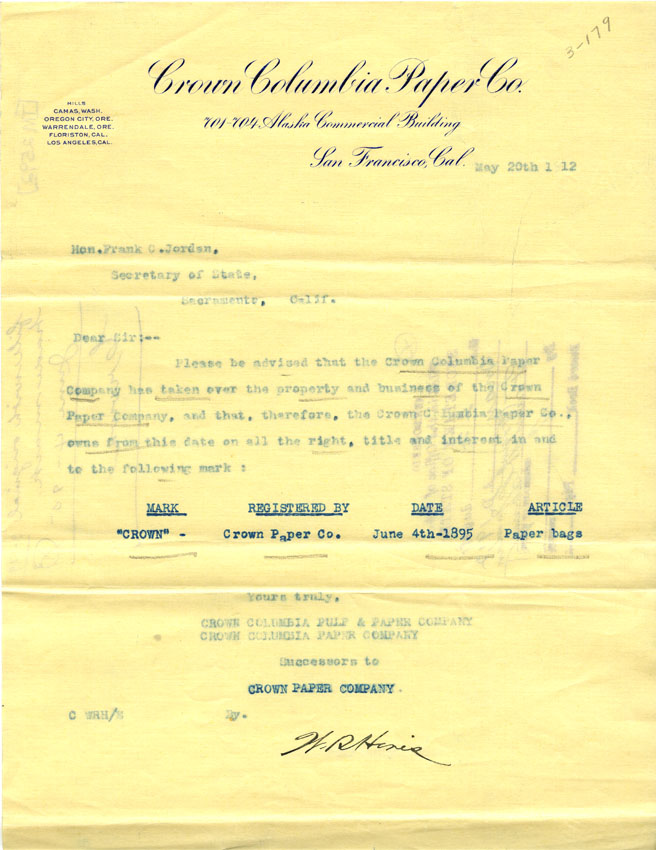 3-179
Crown Columbia Paper Co.
MILLS
CAMAS, WASH.
OREGON CITY, ORE.
WARRENDALE, ORE.
FLORISTON, CAL.
LOS ANGELES, CAL.
701-704, Alaska Commercial Building
San Francisco, Cal. May 20th 1 12
Hon.Frank C.Jordan,
Secretary of State,
Sacramento, Calif.
Dear Sir:--
Please be advised that the Crown Columbia Paper
Company has taken over the property and business of the Crown
Paper Company, and that, therefore, the Crown C lumbia Paper Co.,
owns from this date on all the right, title and interest in and
to the following mark :
MARK REGISTERED BY DATE ARTICLE
"CROWN" - Crown Paper Co. June 4th-1895 Paper bags
Yours truly,
CROWN COLUMBIA PULP & PAPER COMPANY
CROWN COLUMBIA PAPER COMPANY
Successors to
CROWN PAPER COMPANY.
C WRH/E By.